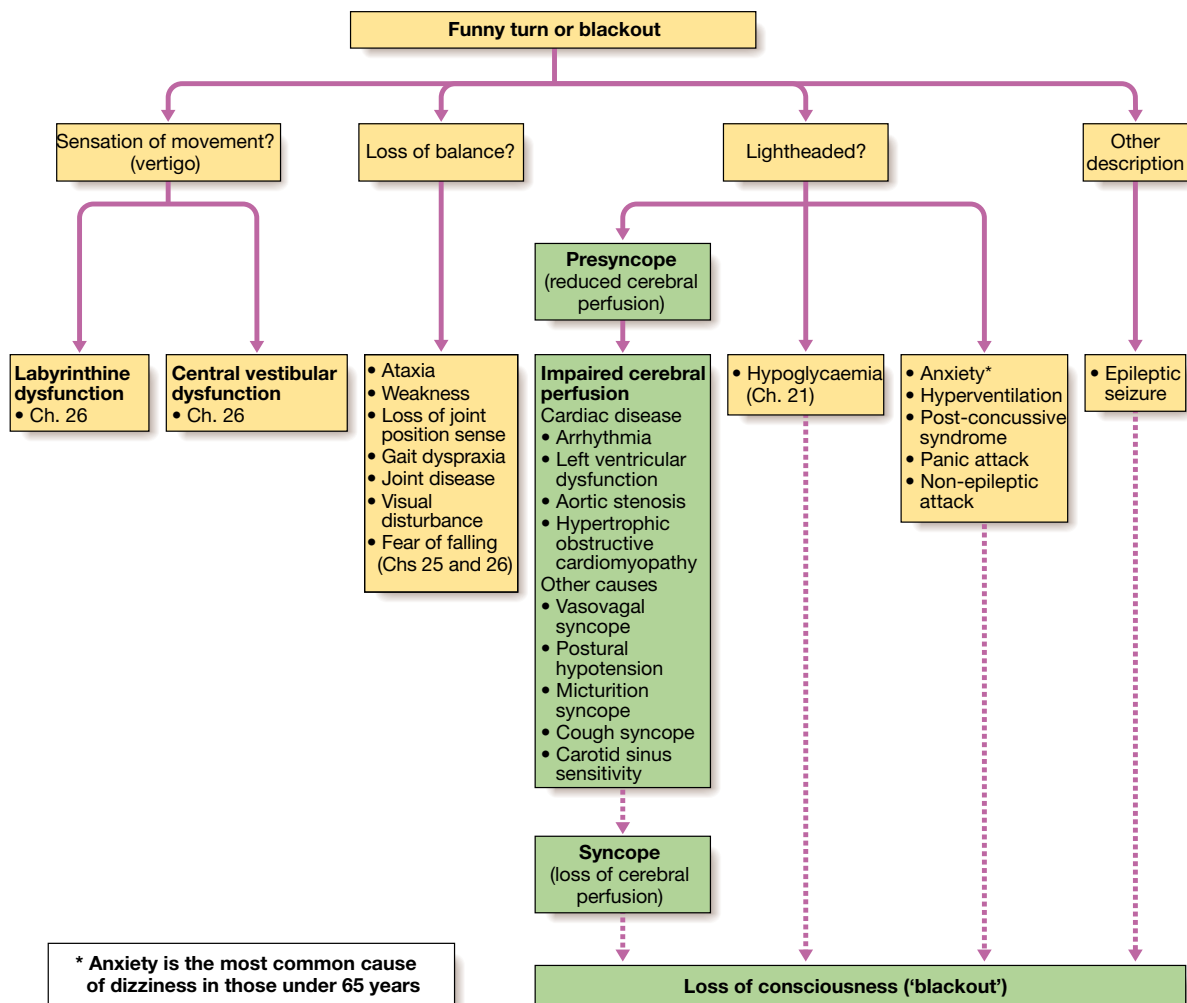 Funny turn or blackout
Sensation of movement?
(vertigo)
Loss of balance?
Lightheaded?
Other
description
Presyncope
(reduced cerebral
perfusion)
Labyrinthine
dysfunction
• Ch. 26
Central vestibular
dysfunction
• Ch. 26
• Ataxia
• Weakness
• Loss of joint
position sense
• Gait dyspraxia
• Joint disease
• Visual
disturbance
• Fear of falling
(Chs 25 and 26)
Impaired cerebral
perfusion
Cardiac disease
• Arrhythmia
• Left ventricular
dysfunction
• Aortic stenosis
• Hypertrophic
obstructive
cardiomyopathy
Other causes
• Vasovagal
syncope
• Postural
hypotension
• Micturition
syncope
• Cough syncope
• Carotid sinus
sensitivity
• Hypoglycaemia
(Ch. 21)
• Anxiety*
• Hyperventilation
• Post-concussive
syndrome
• Panic attack
• Non-epileptic
attack
• Epileptic
seizure
Syncope
(loss of cerebral
perfusion)
* Anxiety is the most common cause
of dizziness in those under 65 years
Loss of consciousness (‘blackout’)